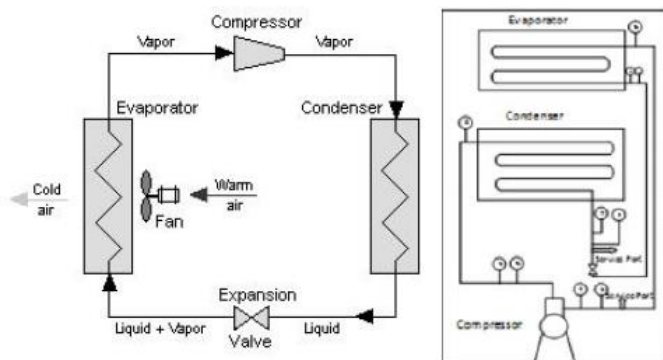 Compressor
Vapor
Vapor
Evaporator
Condenser
Cold
air
Warm
air
Fan
Expansion
Liquid + Vapor
Valve
Liquid
Evaporator
Condenser
Service Port
Service Port
Compressor